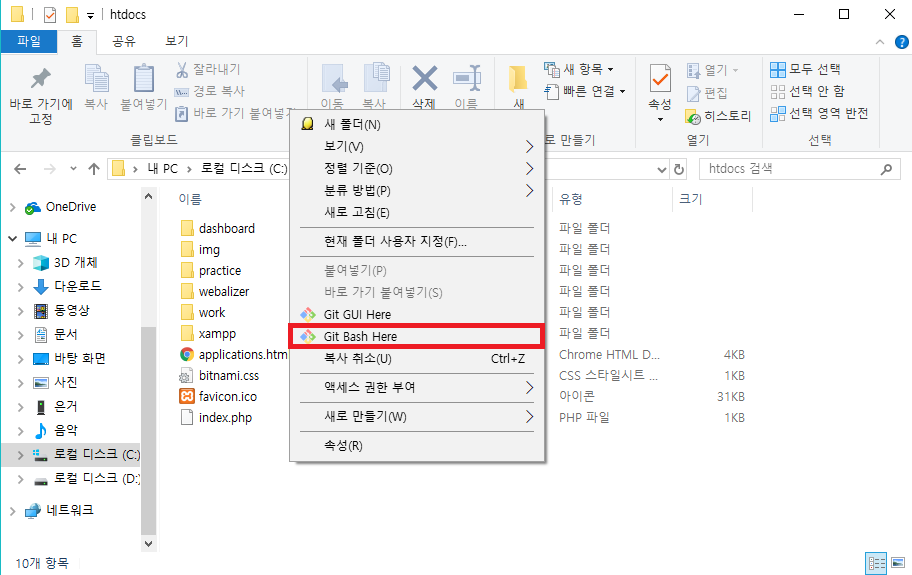 htdocs
파일 홈 공유 보기
바로 가기에 고정
복사
붙여넣기
잘라내기
경로 복사
바로 가기 붙여넣기
클립보드
이동
복사
삭제
이름
새
새 항목
빠른 연결
로 만들기
속성
열기
편집
히스토리
열기
모두 선택
선택 안 함
선택 영역 반전
선택
내 PC > 로컬 디스크 (C:)
htdocs 검색
OneDrive
내 PC
3D 개체
다운로드
동영상
문서
바탕 화면
사진
은거
음악
로컬 디스크 (C:)
로컬 디스크 (D:)
네트워크
이름 유형 크기
dashboard 파일 폴더
img 파일 폴더
practice 파일 폴더
webalizer 파일 폴더
work 파일 폴더
xampp 파일 폴더
applications.htm Chrome HTML D... 4KB
bitnami.css CSS 스타일시트 ... 1KB
favicon.ico 아이콘 31KB
index.php PHP 파일 1KB
새 폴더(N)
보기(V)
정렬 기준(O)
분류 방법(P)
새로 고침(E)
현재 폴더 사용자 지정(F)...
붙여넣기(P)
바로 가기 붙여넣기(S)
Git GUI Here
Git Bash Here
복사 취소(U) Ctrl+Z
액세스 권한 부여
새로 만들기(W)
속성(R)
10개 항목